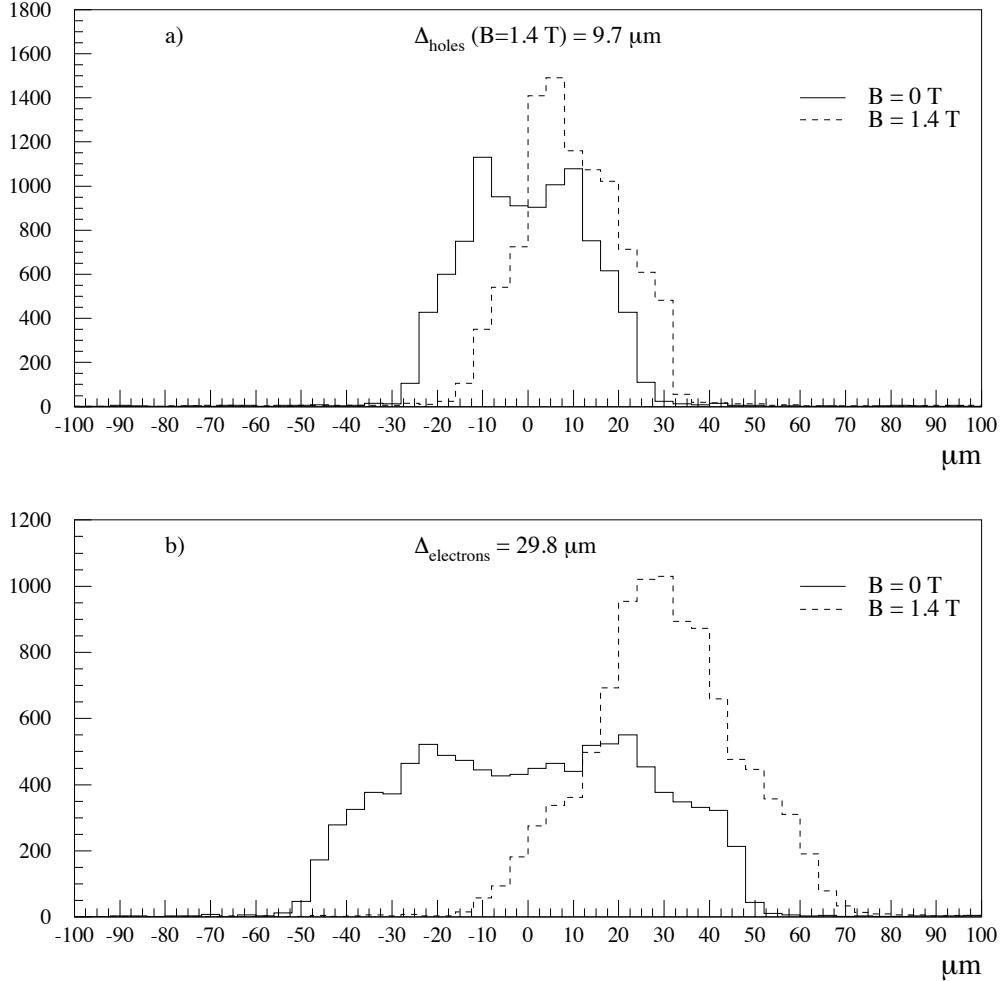 1800
1600
1400
1200
1000
800
600
400
200
0
a)
Δholes (B=1.4 T) = 9.7 μm
B = 0 T
B = 1.4 T
-100 -90 -80 -70 -60 -50 -40 -30 -20 -10 0 10 20 30 40 50 60 70 80 90 100
μm
1200
1000
800
600
400
200
0
b)
Δelectrons = 29.8 μm
B = 0 T
B = 1.4 T
-100 -90 -80 -70 -60 -50 -40 -30 -20 -10 0 10 20 30 40 50 60 70 80 90 100
μm